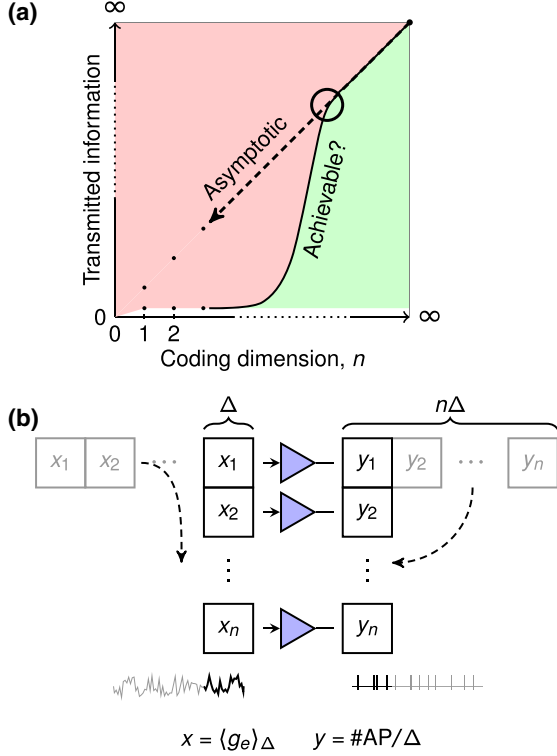 (a)
∞
Transmitted information
Asymptotic
Achievable?
0
0 1 2
∞
Coding dimension, n
(b)
Δ
nΔ
x₁ x₂ ··· x₁ y₁ y₂ ··· yₙ
x₂ y₂
⋮ ⋮
xₙ yₙ
x = ⟨gₑ⟩Δ y = #AP/Δ